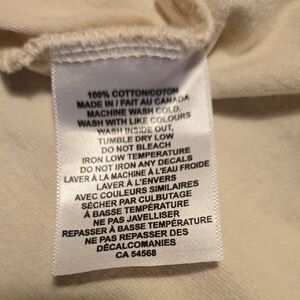 100% COTTON/COTON
MADE IN / FAIT AU CANADA
MACHINE WASH COLD,
WASH WITH LIKE COLOURS
WASH INSIDE OUT,
TUMBLE DRY LOW
DO NOT BLEACH
IRON LOW TEMPERATURE
DO NOT IRON ANY DECALS
LAVER À LA MACHINE À L'EAU FROIDE
LAVER À L'ENVERS
AVEC COULEURS SIMILAIRES
SÉCHER PAR CULBUTAGE
À BASSE TEMPÉRATURE
NE PAS JAVELLISER
REPASSER À BASSE TEMPÉRATURE
NE PAS REPASSER DES
DÉCALCOMANIES
CA 54568